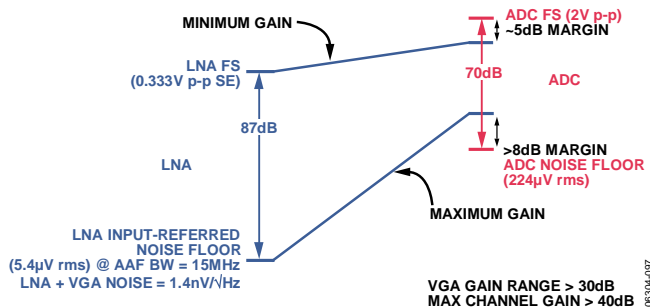 MINIMUM GAIN
ADC FS (2V p-p)
~5dB MARGIN
LNA FS
(0.333V p-p SE)
70dB
ADC
87dB
LNA
>8dB MARGIN
ADC NOISE FLOOR
(224µV rms)
MAXIMUM GAIN
LNA INPUT-REFERRED
NOISE FLOOR
(5.4µV rms) @ AAF BW = 15MHz
LNA + VGA NOISE = 1.4nV/√Hz
VGA GAIN RANGE > 30dB
MAX CHANNEL GAIN > 40dB
06304-097